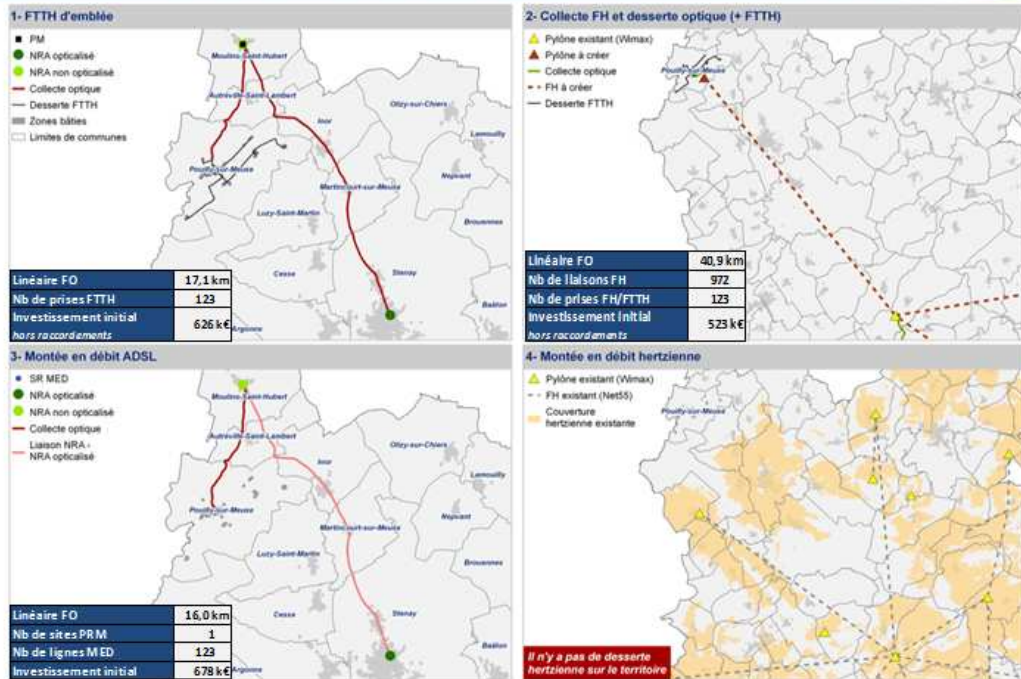 1- FTTH d'emblée
PM
NRA opticalisé
NRA non opticalisé
Collecte optique
Desserte FTTH
Zones bâties
Limites de communes
Moulins-Saint-Hubert
Autréville-Saint-Lambert
Inor
Olizy-sur-Chiers
Lamouilly
Pouilly-sur-Meuse
Martincourt-sur-Meuse
Nepvant
Luzy-Saint-Martin
Brouennes
Cesse
Stenay
Baâlon
Argonne
Linéaire FO 17,1 km
Nb de prises FTTH 123
Investissement initial 626 k€
hors raccordements
2- Collecte FH et desserte optique (+ FTTH)
Pylône existant (Wimax)
Pylône à créer
Collecte optique
FH à créer
Desserte FTTH
Pouilly-sur-Meuse
Linéaire FO 40,9 km
Nb de liaisons FH 972
Nb de prises FH/FTTH 123
Investissement initial 523 k€
hors raccordements
3- Montée en débit ADSL
SR MED
NRA opticalisé
NRA non opticalisé
Collecte optique
Liaison NRA -
NRA opticalisé
Moulins-Saint-Hubert
Autréville-Saint-Lambert
Inor
Olizy-sur-Chiers
Lamouilly
Pouilly-sur-Meuse
Martincourt-sur-Meuse
Nepvant
Luzy-Saint-Martin
Brouennes
Cesse
Stenay
Baâlon
Argonne
Linéaire FO 16,0 km
Nb de sites PRM 1
Nb de lignes MED 123
Investissement initial 678 k€
4- Montée en débit hertzienne
Pylône existant (Wimax)
FH existant (Net55)
Couverture
hertzienne existante
Pouilly-sur-Meuse
Il n'y a pas de desserte
hertzienne sur le territoire